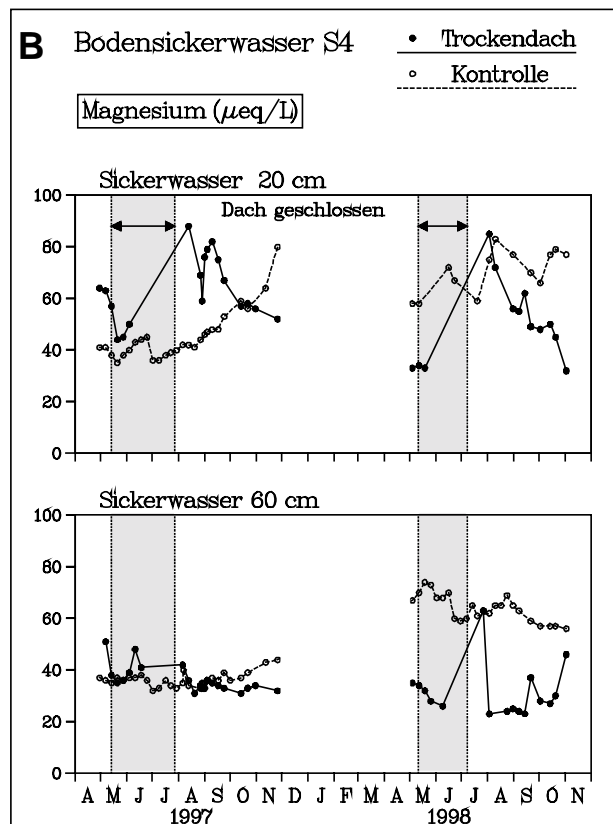 B Bodensickerwasser S4
Trockendach
Kontrolle
Magnesium (μeq/L)
Sickerwasser 20 cm
Dach geschlossen
100
80
60
40
20
0
Sickerwasser 60 cm
100
80
60
40
20
0
A M J J A S O N D J F M A M J J A S O N
1997 1998